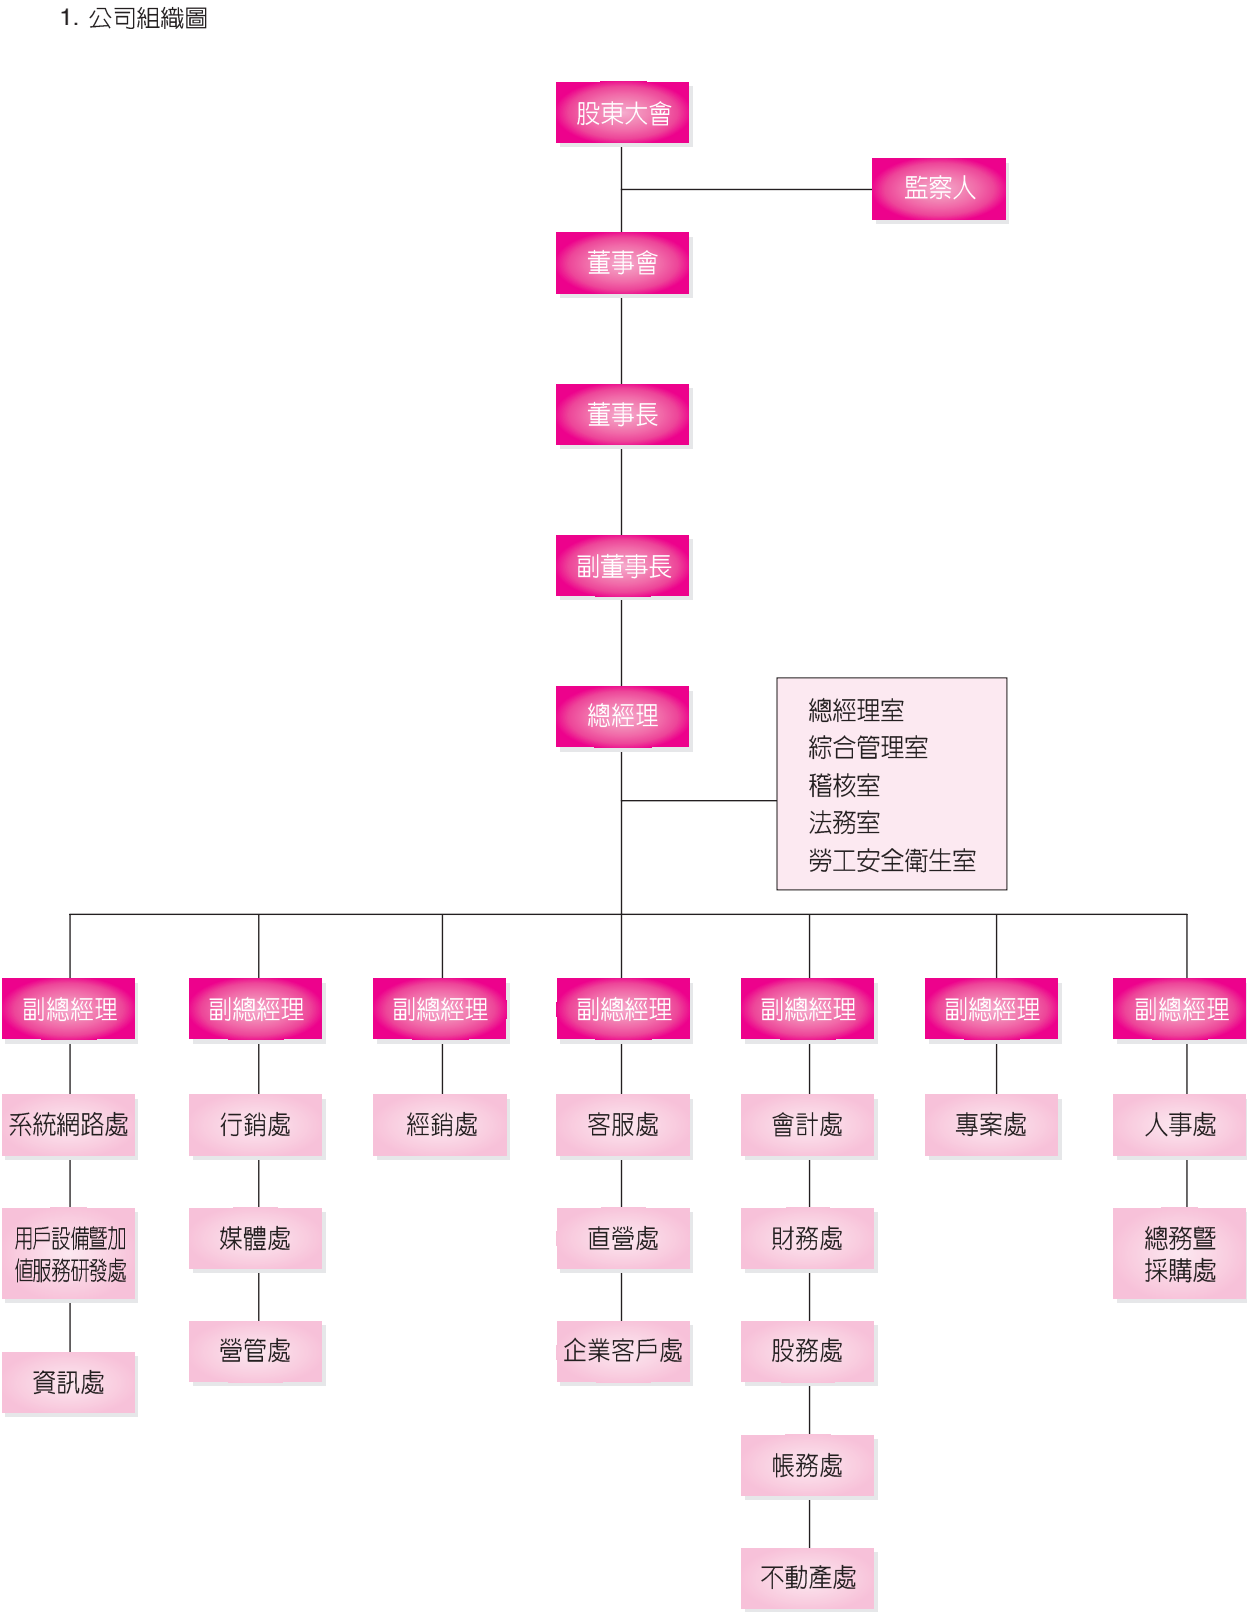 1. 公司組織圖
股東大會
監察人
董事會
董事長
副董事長
總經理
總經理室
綜合管理室
稽核室
法務室
勞工安全衛生室
副總經理
副總經理
副總經理
副總經理
副總經理
副總經理
副總經理
系統網路處
行銷處
經銷處
客服處
會計處
專案處
人事處
用戶設備暨加
值服務研發處
媒體處
直營處
財務處
總務暨
採購處
資訊處
營管處
企業客戶處
股務處
帳務處
不動產處